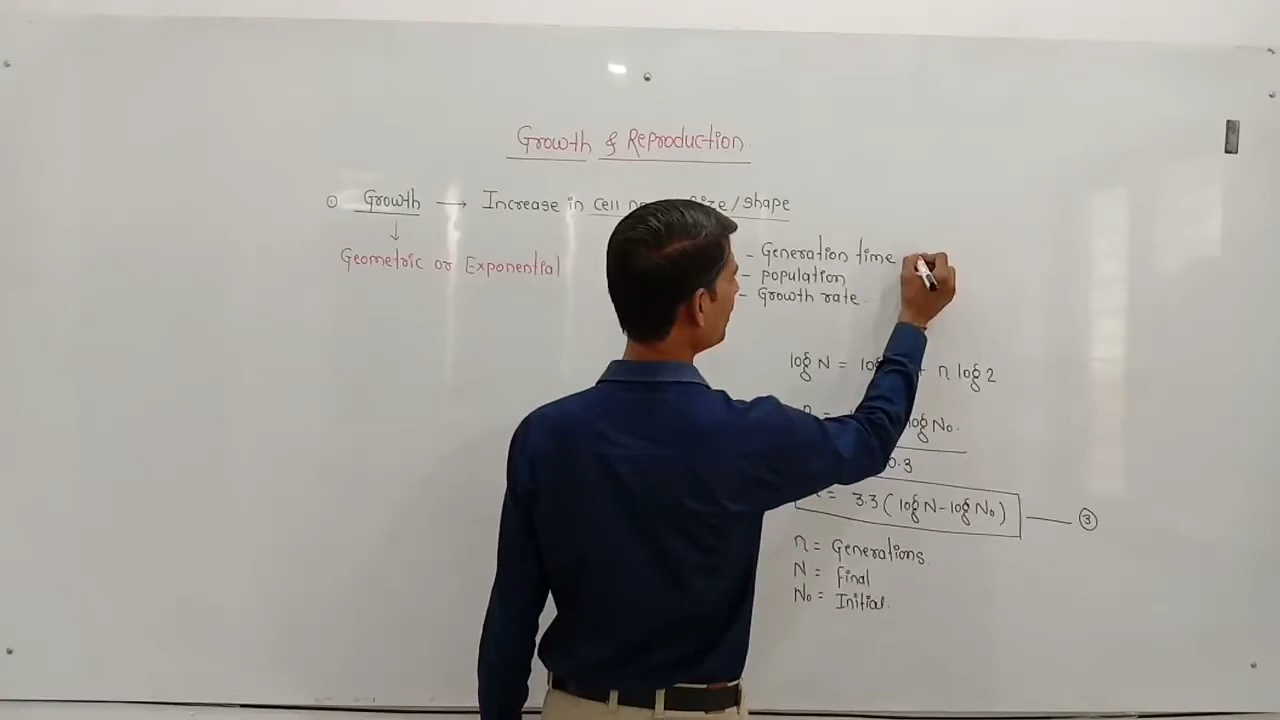 Growth & Reproduction.
① Growth → Increase in Cell size / shape
↓
Geometric or Exponential
- Generation time
- population
- Growth rate.
log N = + n log 2
= log No.
0.3
= 3.3 ( log N - log No ) — ③
n = Generations.
N = final
No = Initial.